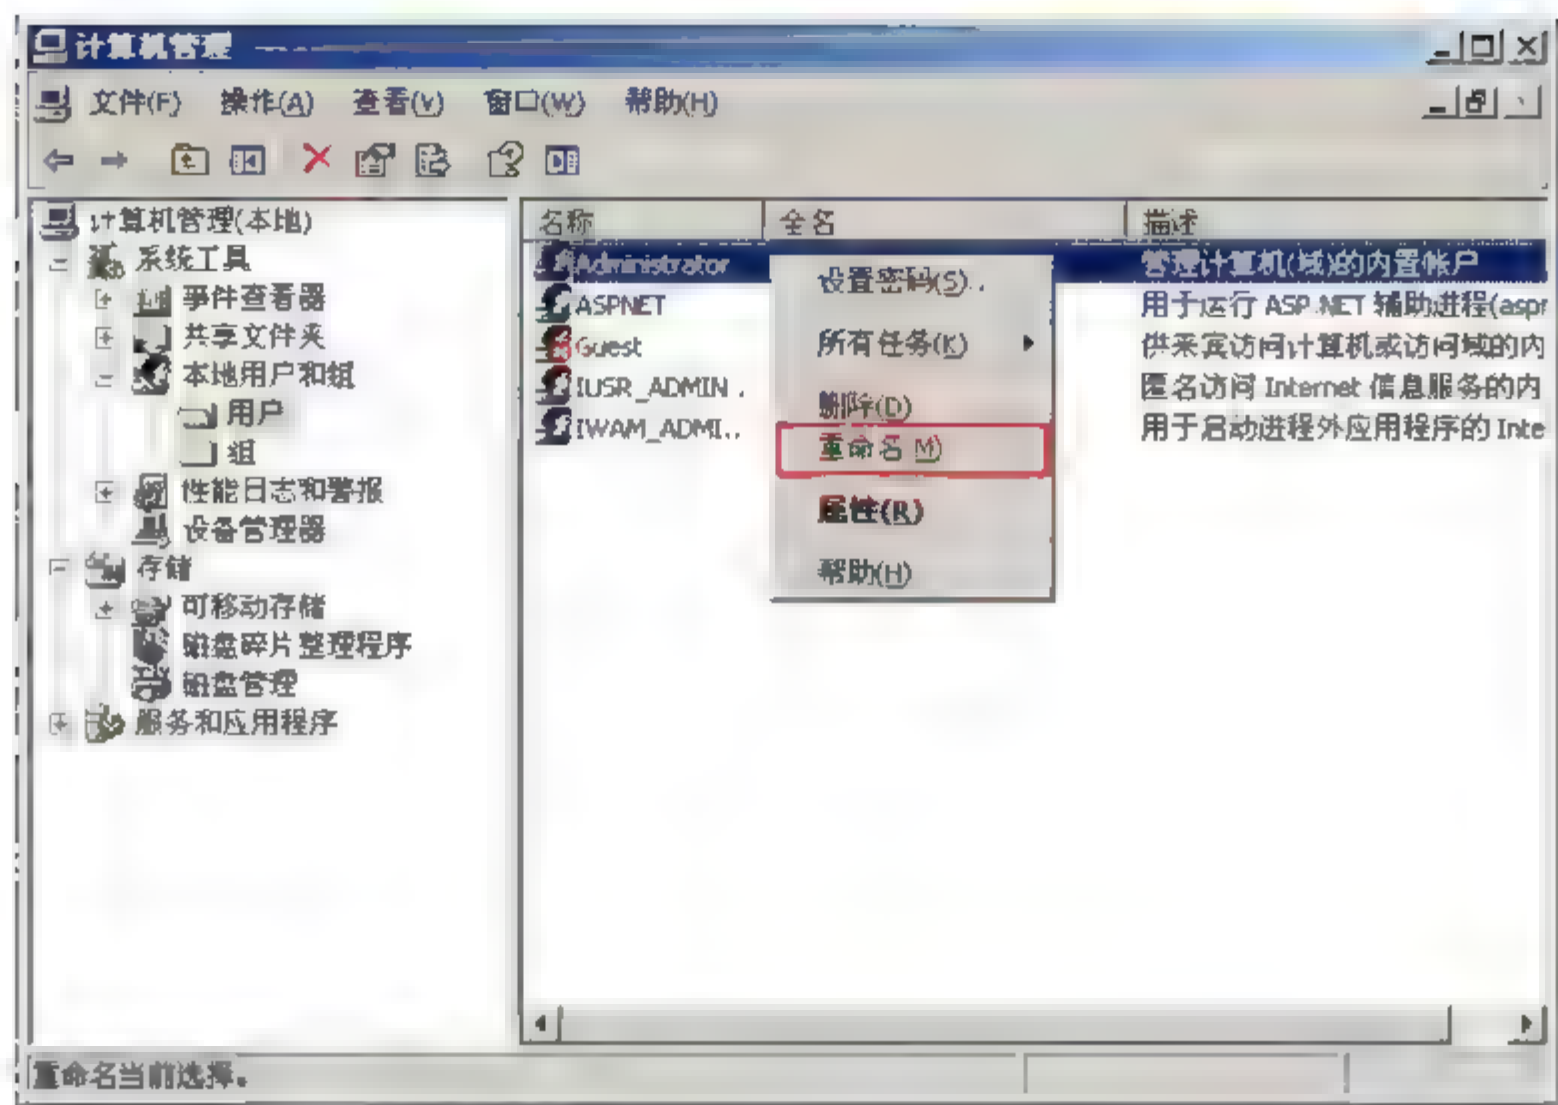 计算机管理
文件(F) 操作(A) 查看(V) 窗口(W) 帮助(H)
计算机管理(本地)
系统工具
事件查看器
共享文件夹
本地用户和组
用户
组
性能日志和警报
设备管理器
存储
可移动存储
磁盘碎片整理程序
磁盘管理
服务和应用程序
名称 全名 描述
Administrator 管理计算机(域)的内置帐户
ASPNET 用于运行 ASP.NET 辅助进程(aspr
Guest 供来宾访问计算机或访问域的内
IUSR_ADMIN... 匿名访问 Internet 信息服务的内
IWAM_ADMI... 用于启动进程外应用程序的 Inte
设置密码(S)...
所有任务(K)
删除(D)
重命名(M)
属性(R)
帮助(H)
重命名当前选择。